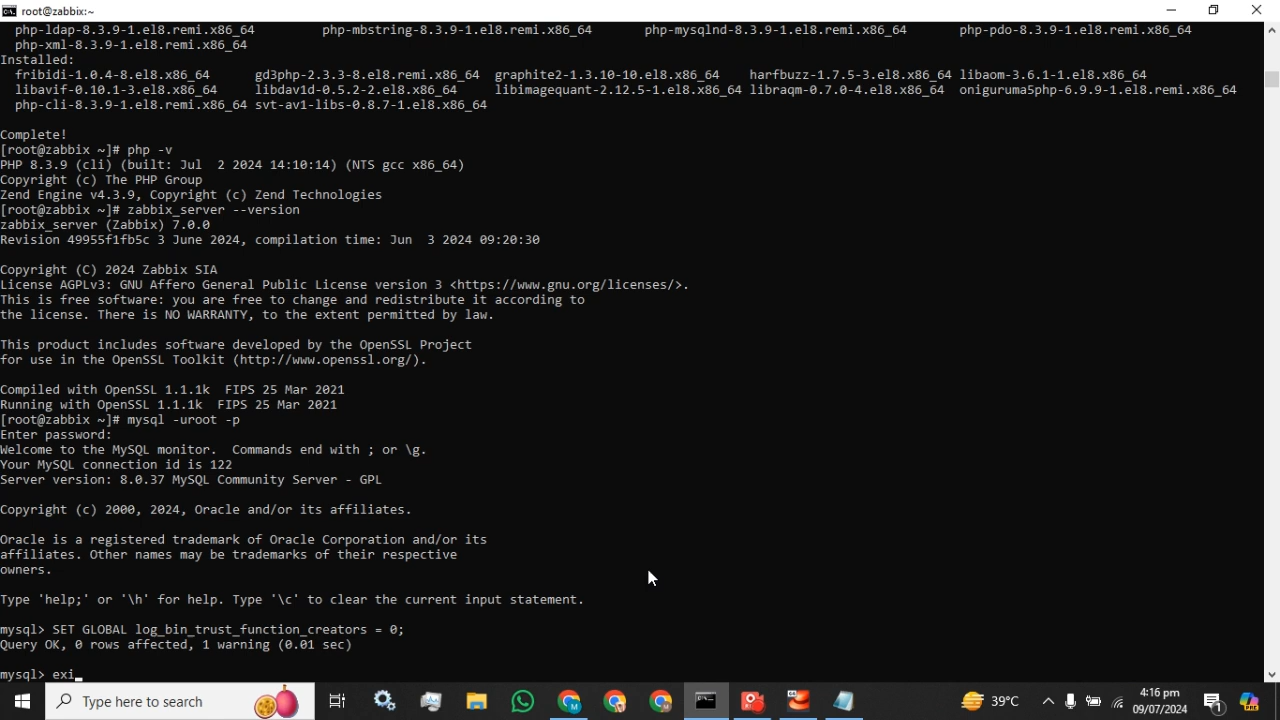 root@zabbix:~
php-ldap-8.3.9-1.el8.remi.x86_64 php-mbstring-8.3.9-1.el8.remi.x86_64 php-mysqlnd-8.3.9-1.el8.remi.x86_64 php-pdo-8.3.9-1.el8.remi.x86_64
php-xml-8.3.9-1.el8.remi.x86_64
Installed:
fribidi-1.0.4-8.el8.x86_64 gd3php-2.3.3-8.el8.remi.x86_64 graphite2-1.3.10-10.el8.x86_64 harfbuzz-1.7.5-3.el8.x86_64 libaom-3.6.1-1.el8.x86_64
libavif-0.10.1-3.el8.x86_64 libdav1d-0.5.2-2.el8.x86_64 libimagequant-2.12.5-1.el8.x86_64 libraqm-0.7.0-4.el8.x86_64 oniguruma5php-6.9.9-1.el8.remi.x86_64
php-cli-8.3.9-1.el8.remi.x86_64 svt-av1-libs-0.8.7-1.el8.x86_64
Complete!
[root@zabbix ~]# php -v
PHP 8.3.9 (cli) (built: Jul 2 2024 14:10:14) (NTS gcc x86_64)
Copyright (c) The PHP Group
Zend Engine v4.3.9, Copyright (c) Zend Technologies
[root@zabbix ~]# zabbix_server --version
zabbix_server (Zabbix) 7.0.0
Revision 49955f1fb5c 3 June 2024, compilation time: Jun 3 2024 09:20:30
Copyright (C) 2024 Zabbix SIA
License AGPLv3: GNU Affero General Public License version 3 <https://www.gnu.org/licenses/>.
This is free software: you are free to change and redistribute it according to
the license. There is NO WARRANTY, to the extent permitted by law.
This product includes software developed by the OpenSSL Project
for use in the OpenSSL Toolkit (http://www.openssl.org/).
Compiled with OpenSSL 1.1.1k FIPS 25 Mar 2021
Running with OpenSSL 1.1.1k FIPS 25 Mar 2021
[root@zabbix ~]# mysql -uroot -p
Enter password:
Welcome to the MySQL monitor. Commands end with ; or \g.
Your MySQL connection id is 122
Server version: 8.0.37 MySQL Community Server - GPL
Copyright (c) 2000, 2024, Oracle and/or its affiliates.
Oracle is a registered trademark of Oracle Corporation and/or its
affiliates. Other names may be trademarks of their respective
owners.
Type 'help;' or '\h' for help. Type '\c' to clear the current input statement.
mysql> SET GLOBAL log_bin_trust_function_creators = 0;
Query OK, 0 rows affected, 1 warning (0.01 sec)
mysql> exi
Type here to search
39°C
4:16 pm
09/07/2024
1
PRE